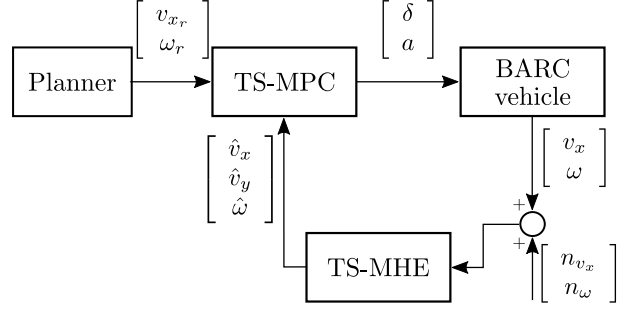 v_{x_r}
ω_r
δ
a
Planner
TS-MPC
BARC
vehicle
v̂_x
v̂_y
ω̂
v_x
ω
+
+
TS-MHE
n_{v_x}
n_ω